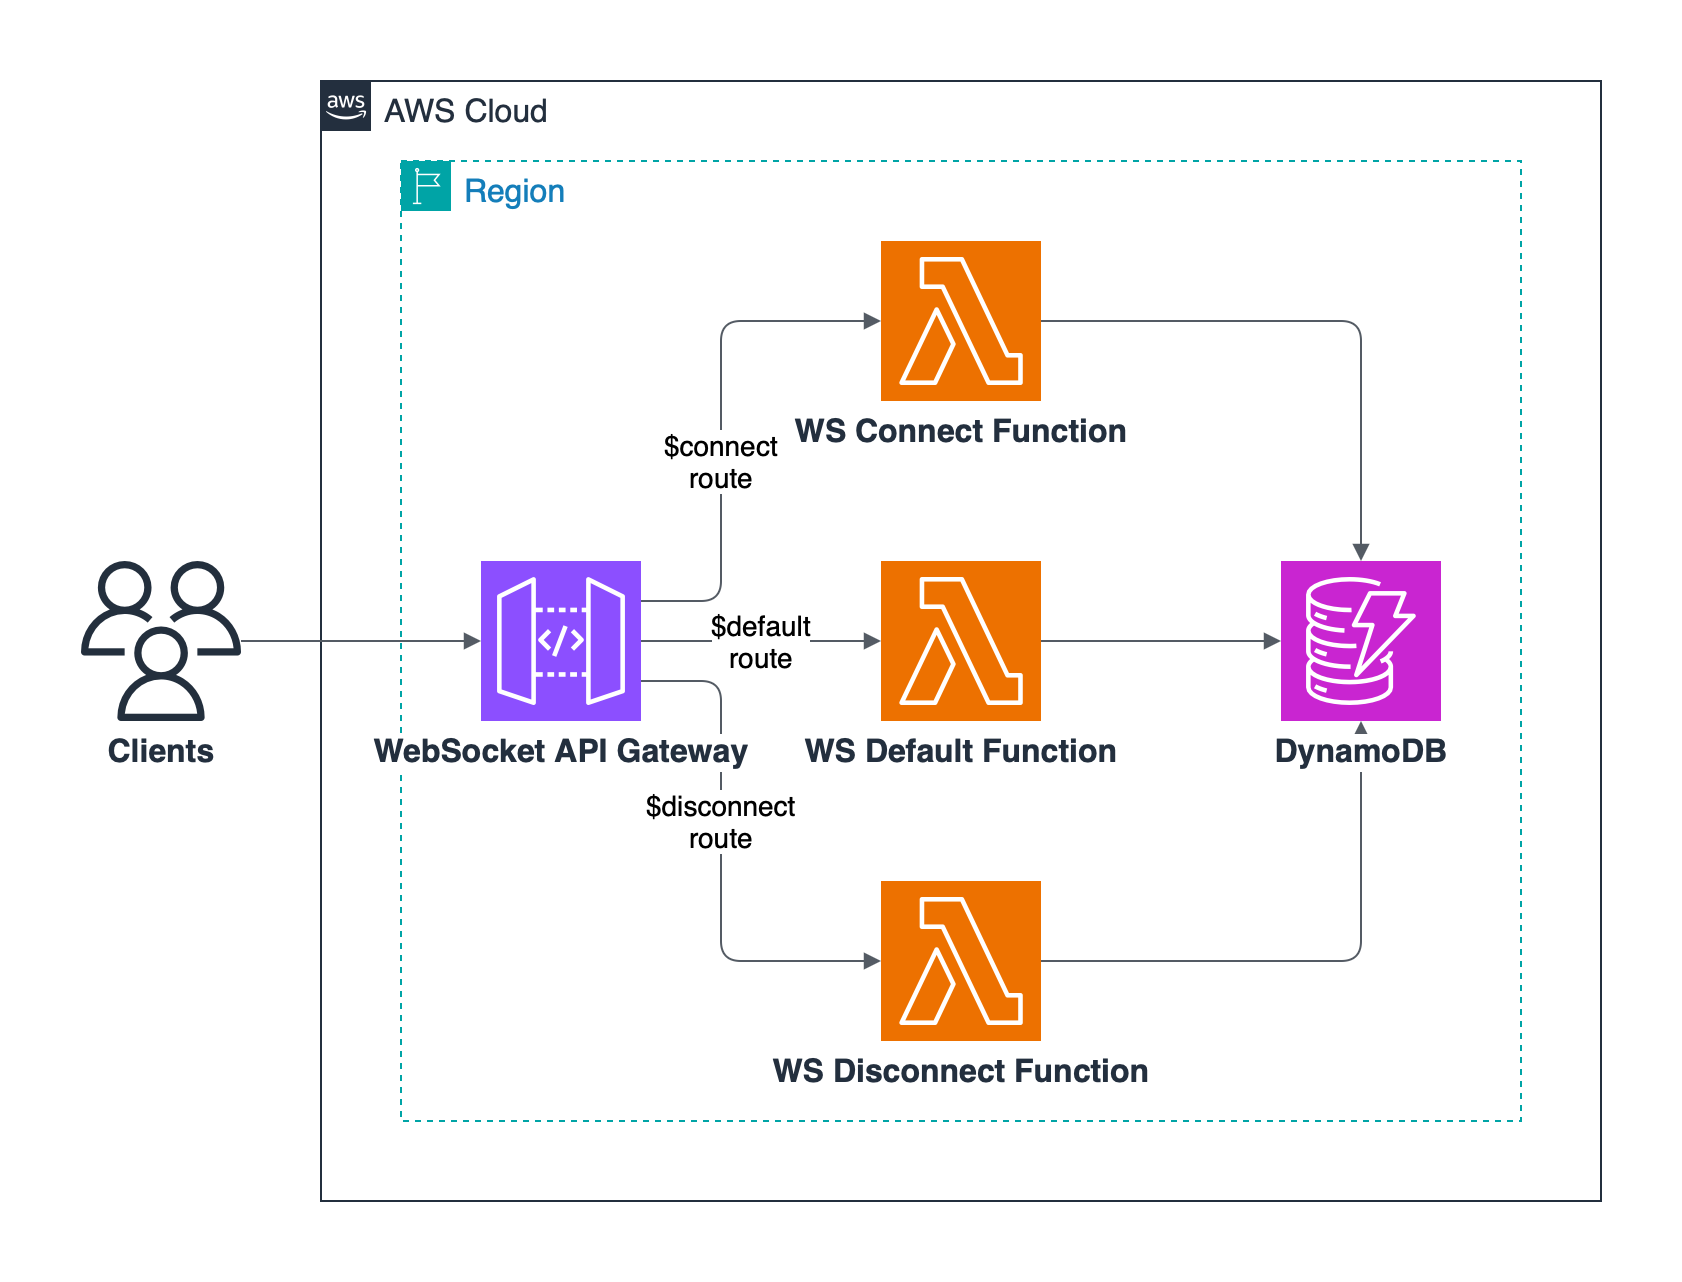 aws
AWS Cloud
Region
WS Connect Function
$connect
route
$default
route
Clients
WebSocket API Gateway
WS Default Function
DynamoDB
$disconnect
route
WS Disconnect Function